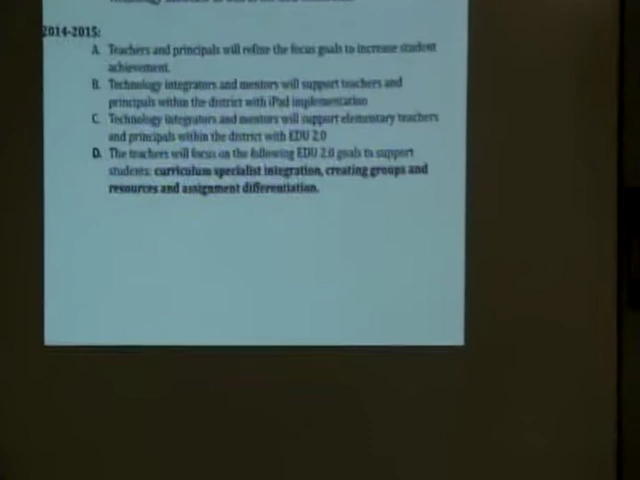 2014-2015:
A. Teachers and principals will refine the focus goals to increase student
achievement.
B. Technology integrators and mentors will support teachers and
principals within the district with iPad implementation
C. Technology integrators and mentors will support elementary teachers
and principals within the district with EDU 2.0
D. The teachers will focus on the following EDU 2.0 goals to support
students: curriculum specialist integration, creating groups and
resources and assignment differentiation.